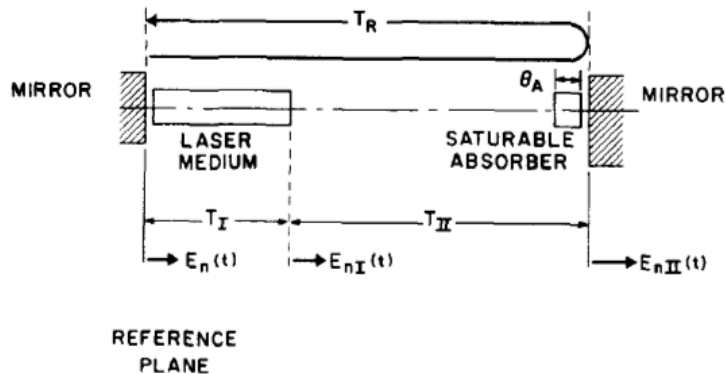 T_R
θ_A
MIRROR
MIRROR
LASER
MEDIUM
SATURABLE
ABSORBER
T_I
T_II
E_n(t)
E_nI(t)
E_nII(t)
REFERENCE
PLANE